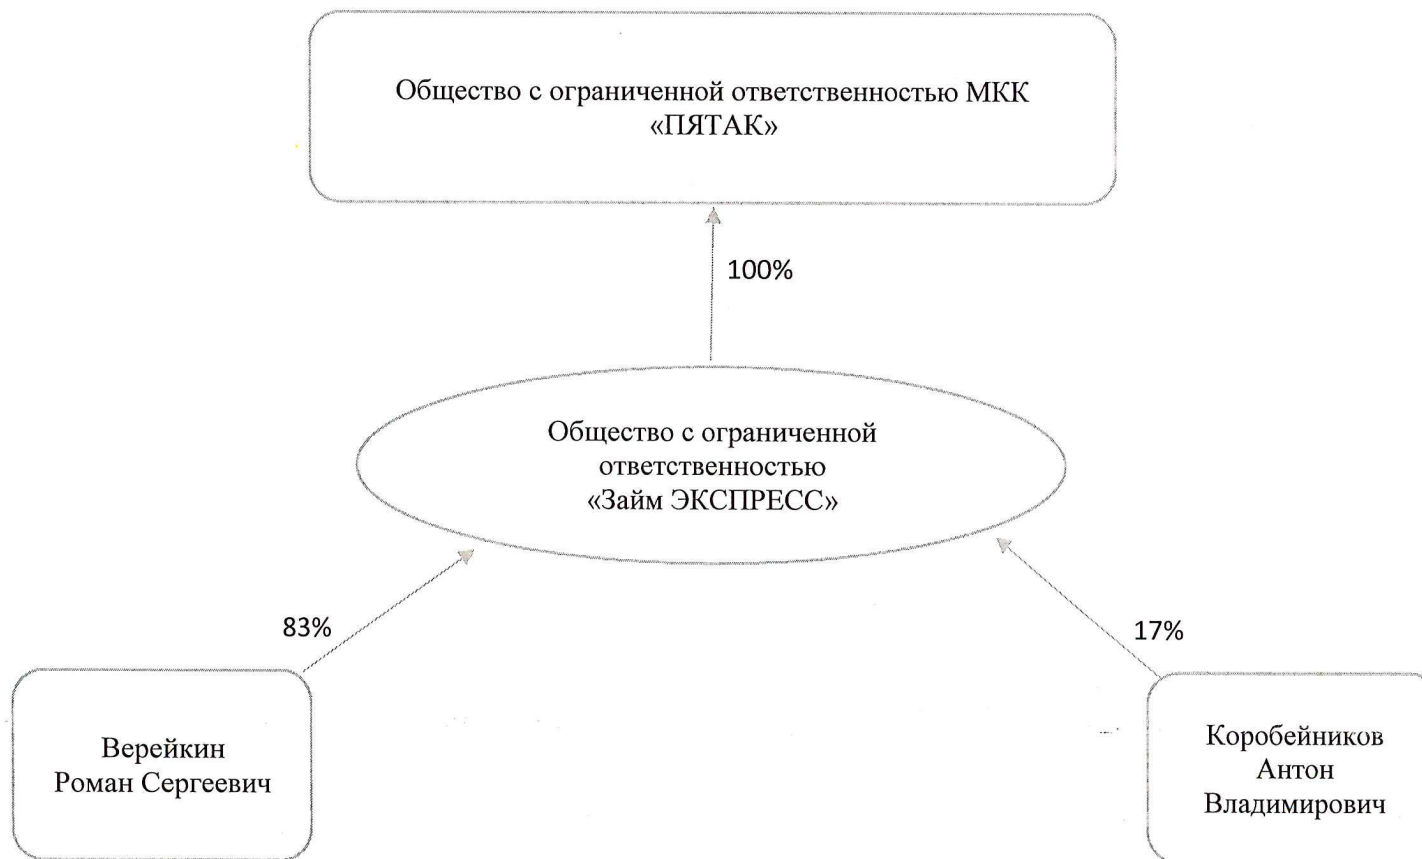 Общество с ограниченной ответственностью МКК
«ПЯТАК»
100%
Общество с ограниченной
ответственностью
«Займ ЭКСПРЕСС»
83%
17%
Верейкин
Роман Сергеевич
Коробейников
Антон
Владимирович